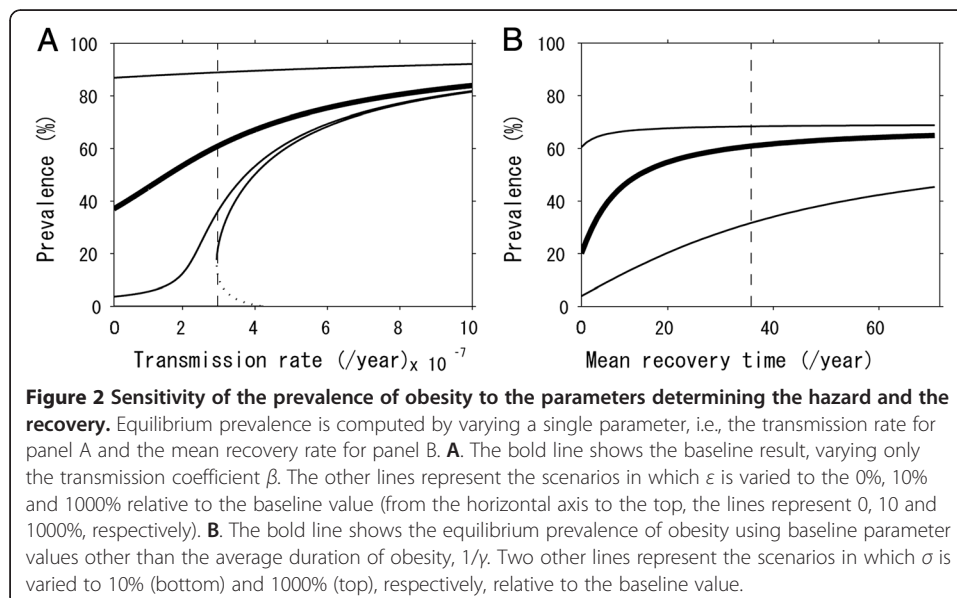 A
B
100
80
60
40
20
0
Prevalence (%)
0 2 4 6 8 10
Transmission rate (/year) x 10 -7
100
80
60
40
20
0
Prevalence (%)
0 20 40 60
Mean recovery time (/year)
Figure 2 Sensitivity of the prevalence of obesity to the parameters determining the hazard and the
recovery. Equilibrium prevalence is computed by varying a single parameter, i.e., the transmission rate for
panel A and the mean recovery rate for panel B. A. The bold line shows the baseline result, varying only
the transmission coefficient β. The other lines represent the scenarios in which ε is varied to the 0%, 10%
and 1000% relative to the baseline value (from the horizontal axis to the top, the lines represent 0, 10 and
1000%, respectively). B. The bold line shows the equilibrium prevalence of obesity using baseline parameter
values other than the average duration of obesity, 1/γ. Two other lines represent the scenarios in which σ is
varied to 10% (bottom) and 1000% (top), respectively, relative to the baseline value.